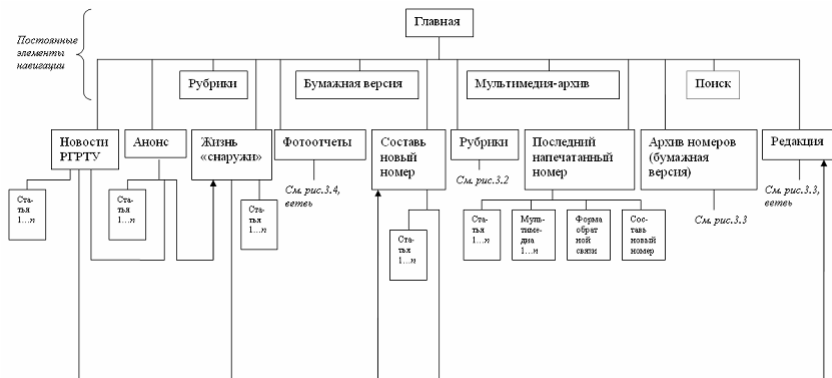 Главная
Постоянные
элементы
навигации
Рубрики
Бумажная версия
Мультимедия-архив
Поиск
Новости
РГРТУ
Анонс
Жизнь
«снаружи»
Фотоотчеты
Составь
новый
номер
Рубрики
Последний
напечатанный
номер
Архив номеров
(бумажная
версия)
Редакция
См. рис.3.4,
ветвь
См. рис.3.2
См. рис.3.3
См. рис.3.3,
ветвь
Ста-
тья
1...n
Ста-
тья
1...n
Ста-
тья
1...n
Ста-
тья
1...n
Ста-
тья
1...n
Муль-
тиме-
диа
1...n
Форма
обрат
ной
связи
Сос-
тавь
новый
номер